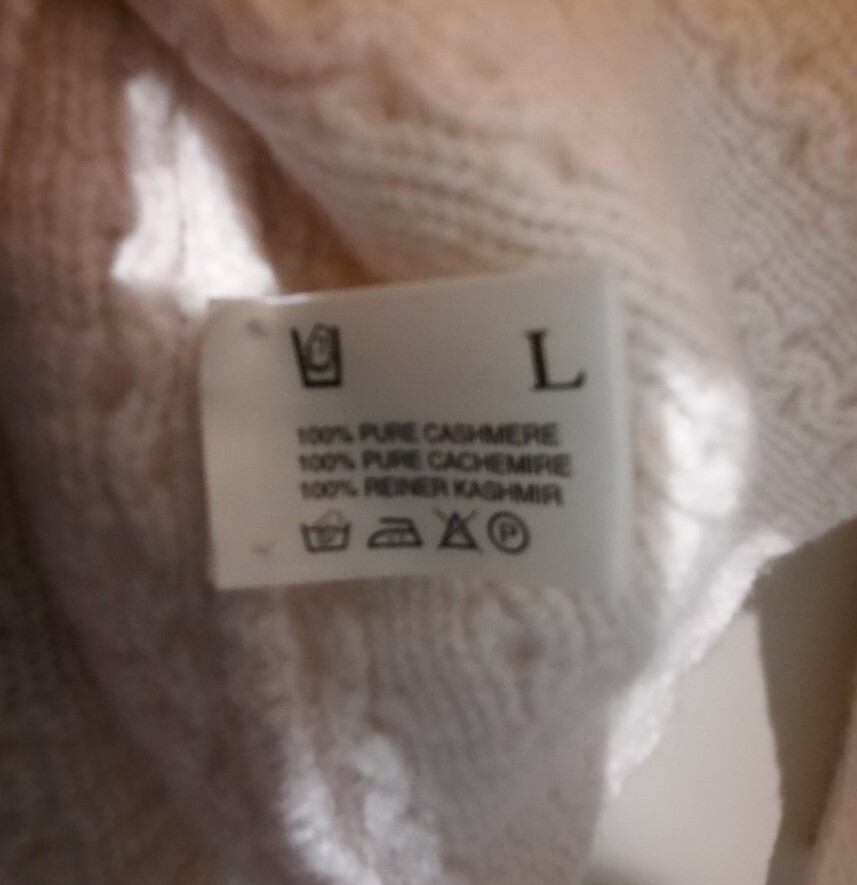 L
100% PURE CASHMERE
100% PURE CACHEMIRE
100% REINER KASHMIR
P